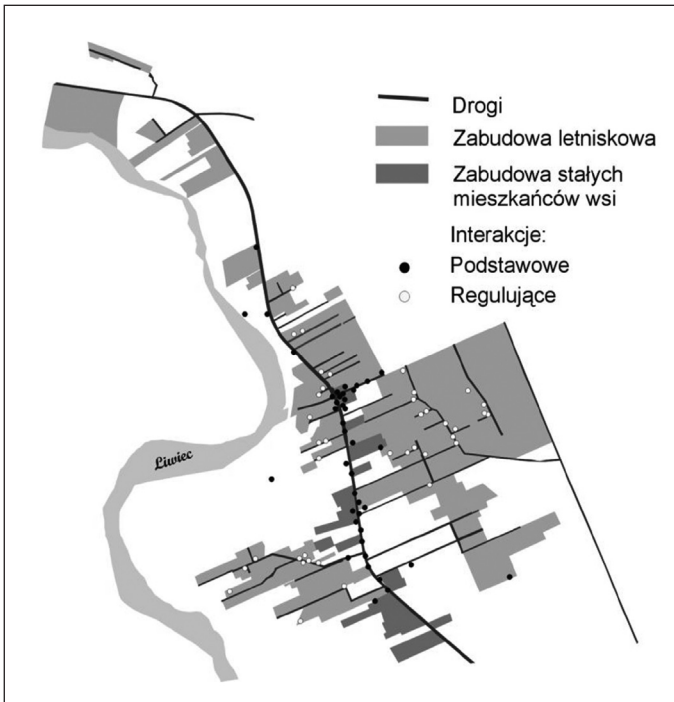 Drogi
Zabudowa letniskowa
Zabudowa stałych
mieszkańców wsi
Interakcje:
Podstawowe
Regulujące
Liwiec